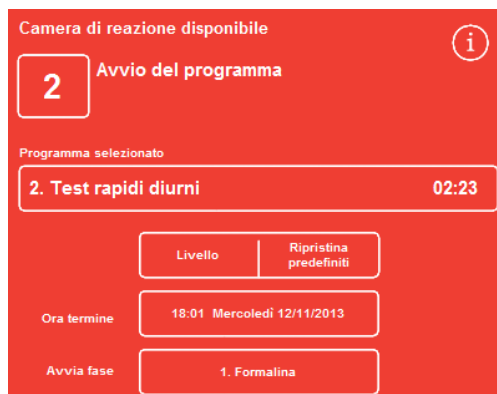 Camera di reazione disponibile
i
2
Avvio del programma
Programma selezionato
2. Test rapidi diurni 02:23
Livello
Ripristina
predefiniti
Ora termine
18:01 Mercoledì 12/11/2013
Avvia fase
1. Formalina